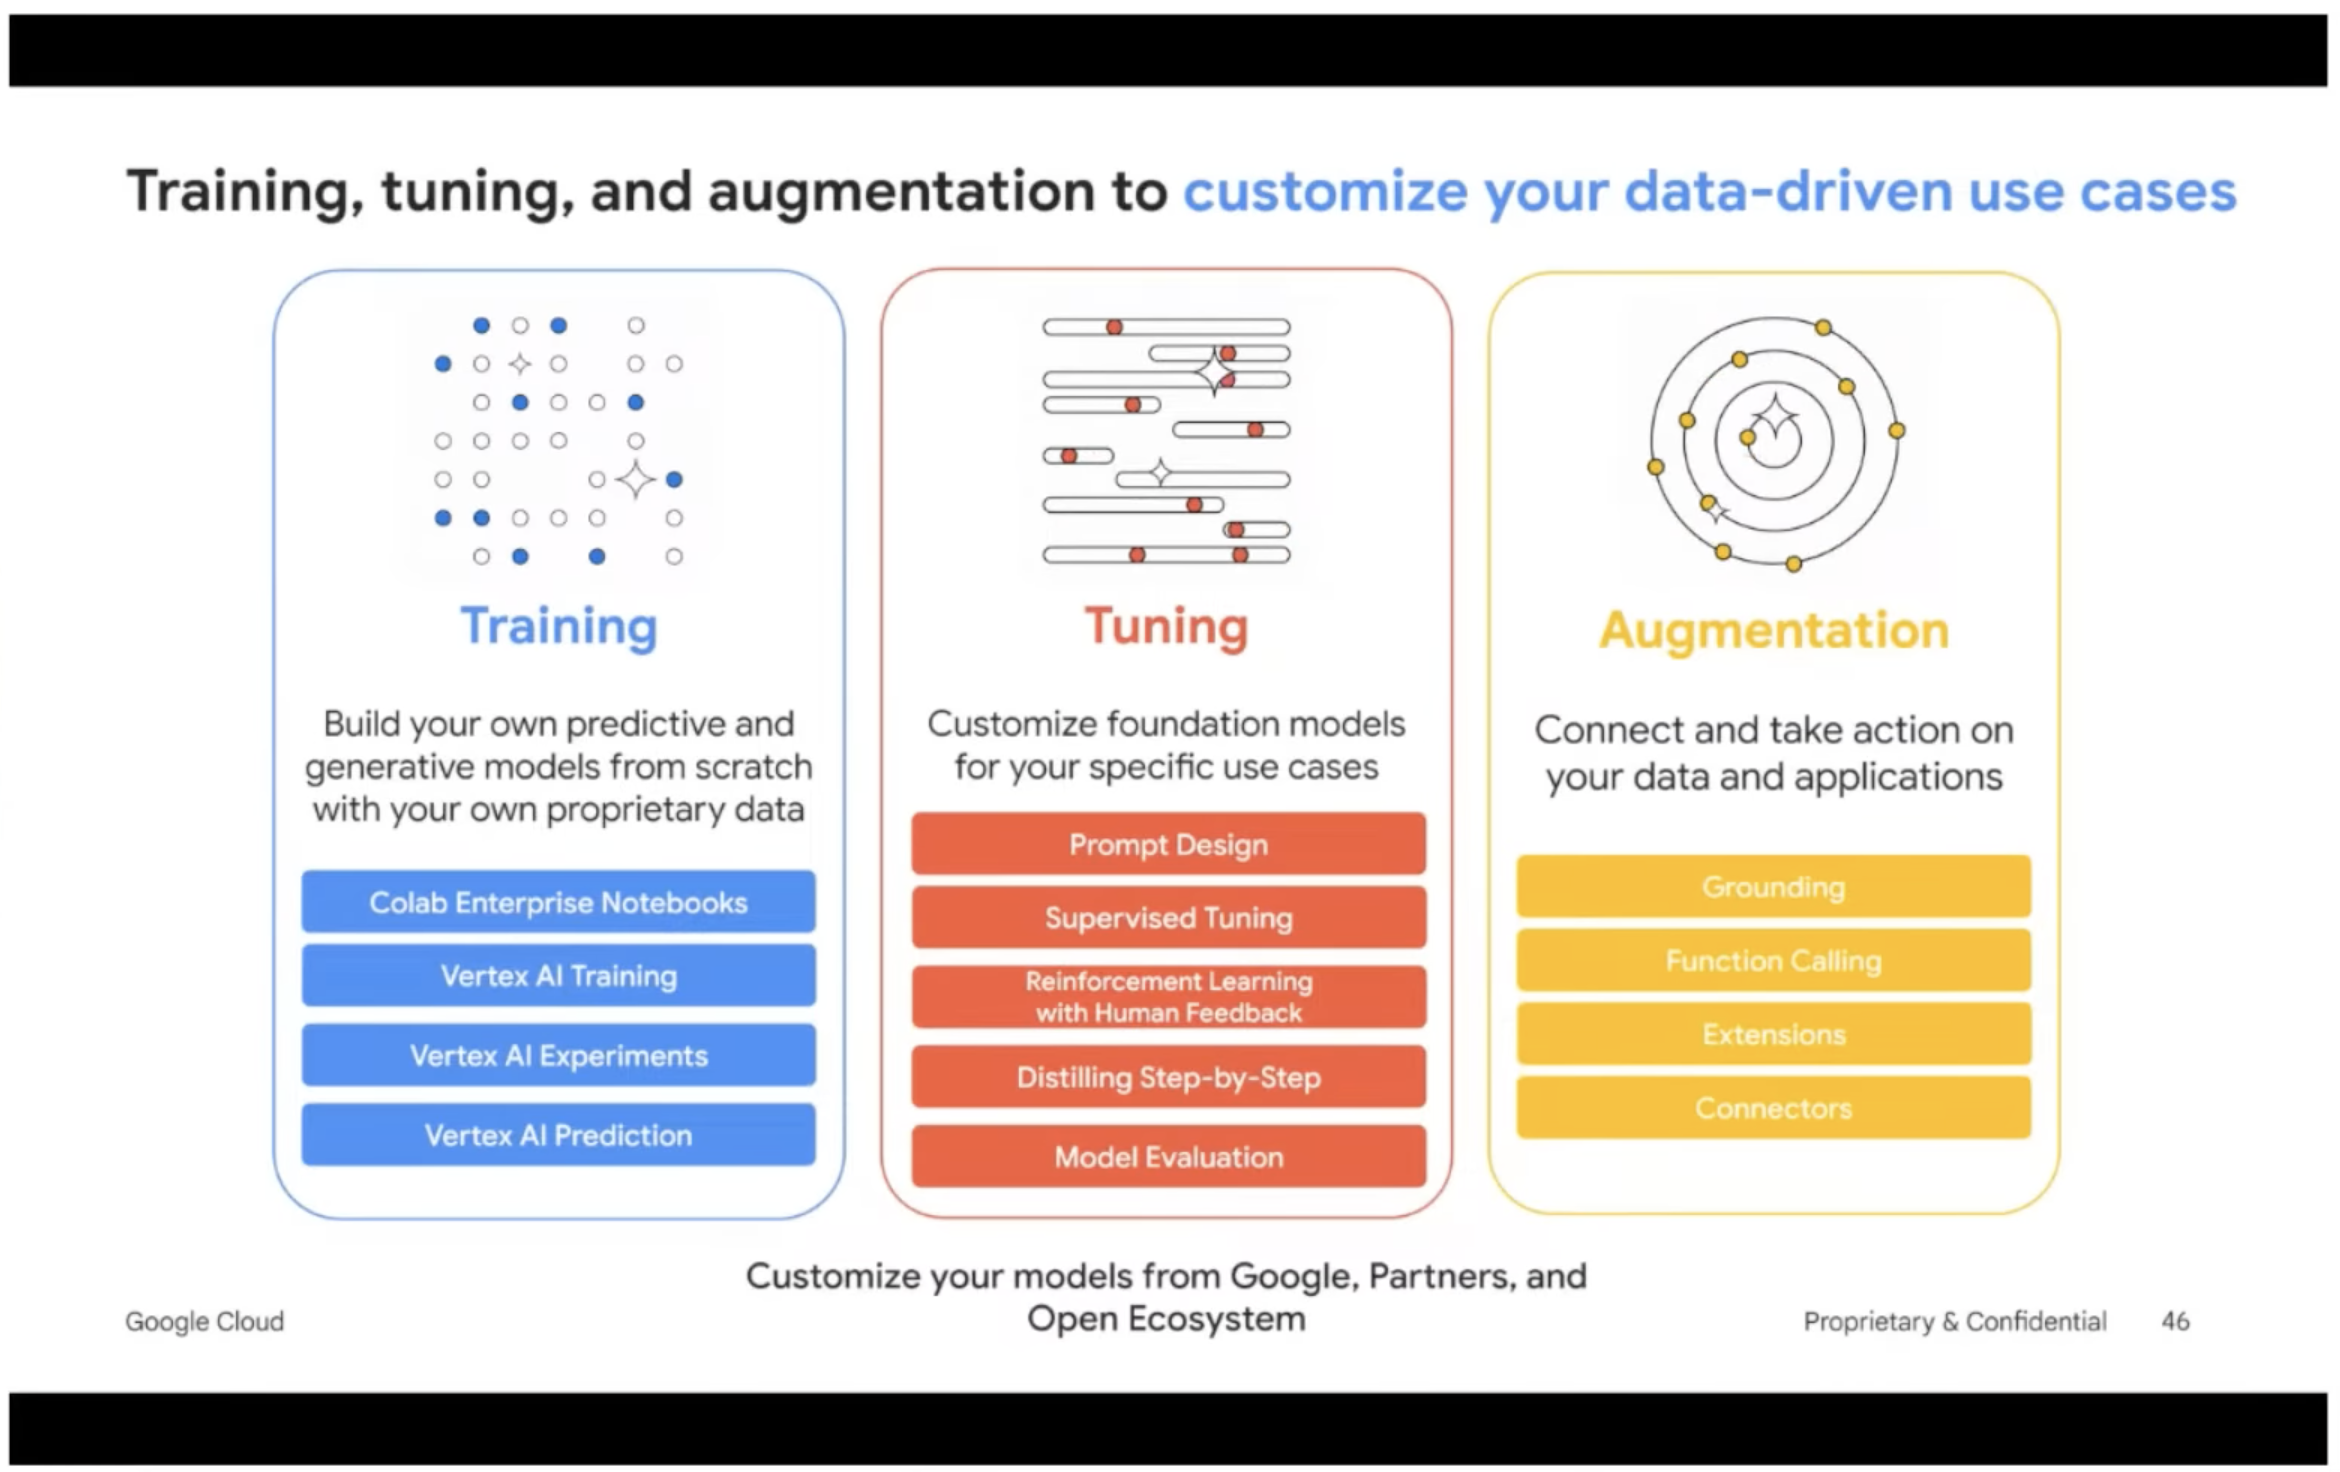 Training, tuning, and augmentation to customize your data-driven use cases
Training
Build your own predictive and
generative models from scratch
with your own proprietary data
Colab Enterprise Notebooks
Vertex AI Training
Vertex AI Experiments
Vertex AI Prediction
Tuning
Customize foundation models
for your specific use cases
Prompt Design
Supervised Tuning
Reinforcement Learning
with Human Feedback
Distilling Step-by-Step
Model Evaluation
Augmentation
Connect and take action on
your data and applications
Grounding
Function Calling
Extensions
Connectors
Customize your models from Google, Partners, and
Open Ecosystem
Google Cloud
Proprietary & Confidential
46